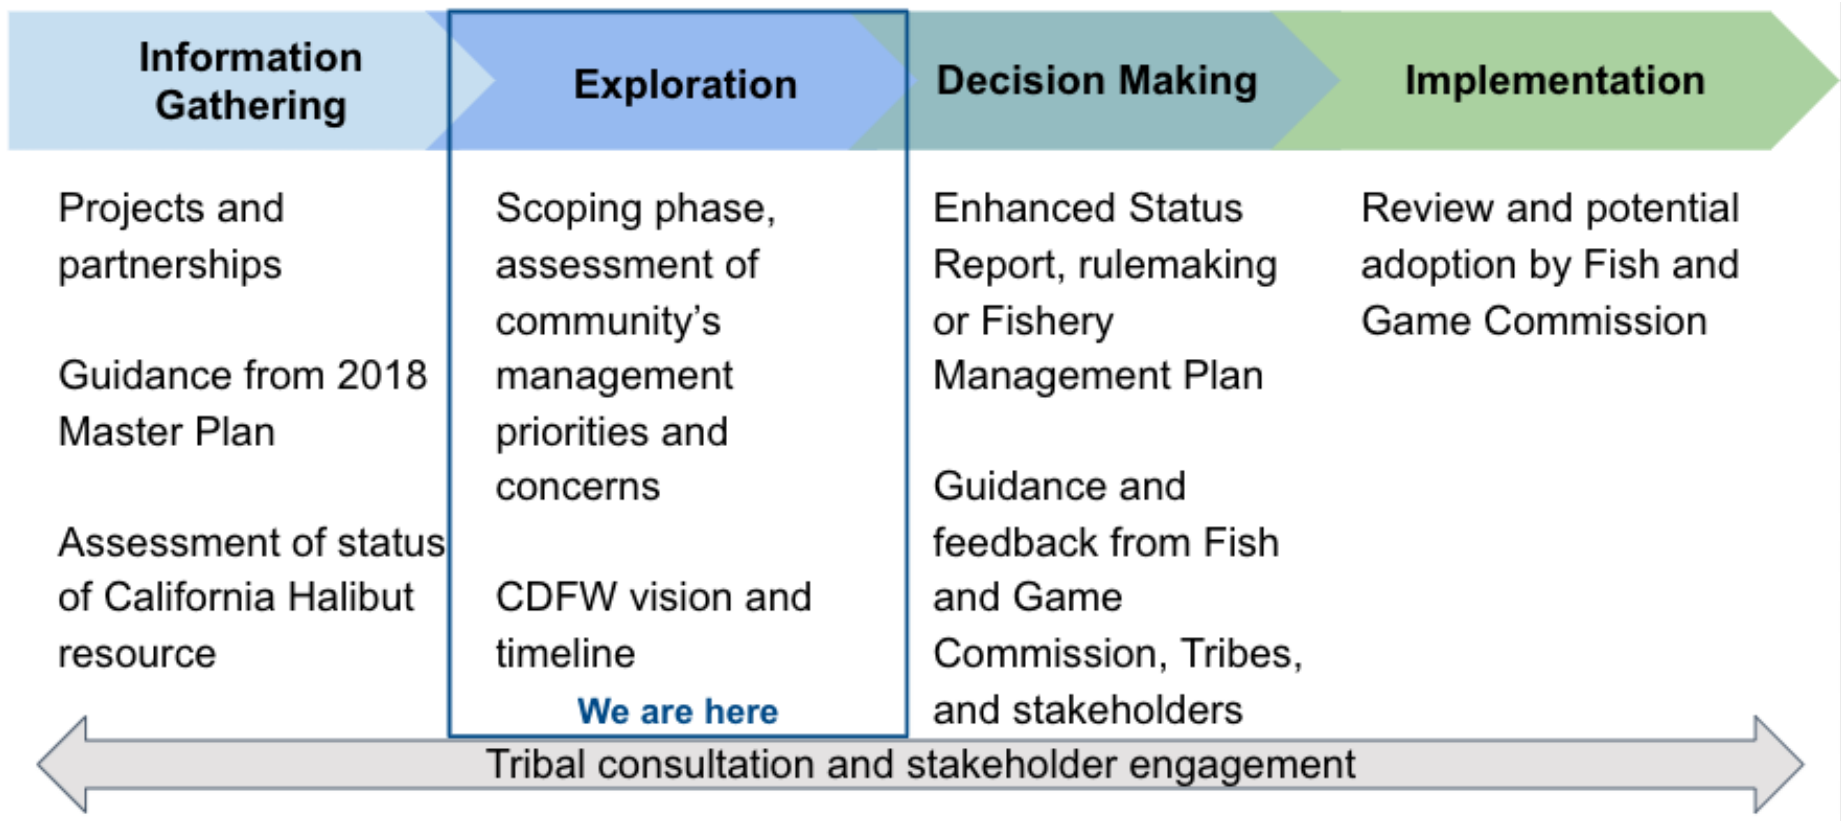 Information
Gathering
Exploration
Decision Making
Implementation
Projects and
partnerships
Guidance from 2018
Master Plan
Assessment of status
of California Halibut
resource
Scoping phase,
assessment of
community’s
management
priorities and
concerns
CDFW vision and
timeline
We are here
Enhanced Status
Report, rulemaking
or Fishery
Management Plan
Guidance and
feedback from Fish
and Game
Commission, Tribes,
and stakeholders
Review and potential
adoption by Fish and
Game Commission
Tribal consultation and stakeholder engagement